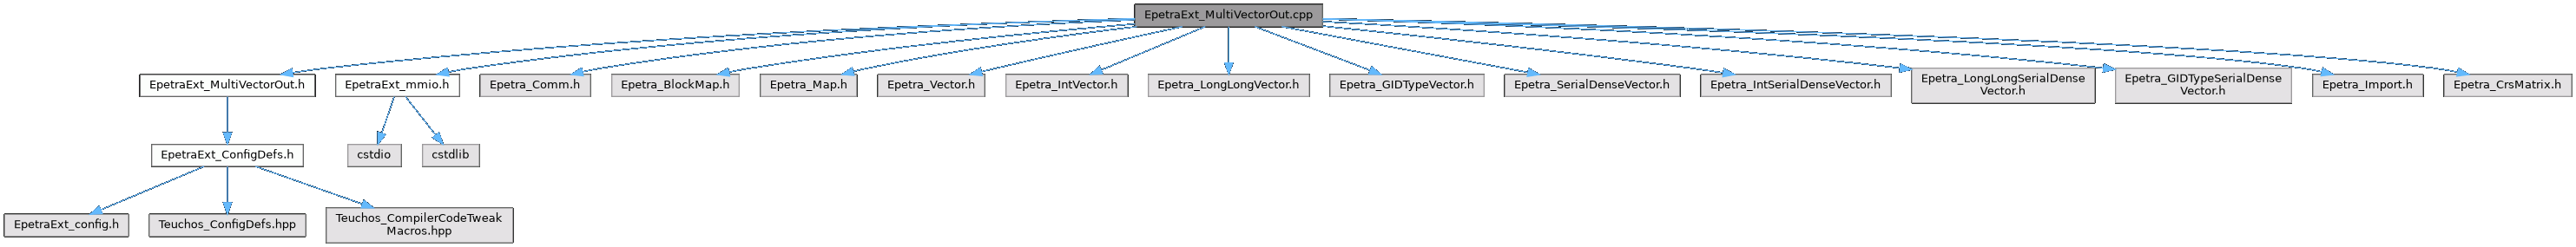 EpetraExt_MultiVectorOut.cpp
EpetraExt_MultiVectorOut.h
EpetraExt_mmio.h
Epetra_Comm.h
Epetra_BlockMap.h
Epetra_Map.h
Epetra_Vector.h
Epetra_IntVector.h
Epetra_LongLongVector.h
Epetra_GIDTypeVector.h
Epetra_SerialDenseVector.h
Epetra_IntSerialDenseVector.h
Epetra_LongLongSerialDense
Vector.h
Epetra_GIDTypeSerialDense
Vector.h
Epetra_Import.h
Epetra_CrsMatrix.h
EpetraExt_ConfigDefs.h
cstdio
cstdlib
EpetraExt_config.h
Teuchos_ConfigDefs.hpp
Teuchos_CompilerCodeTweak
Macros.hpp